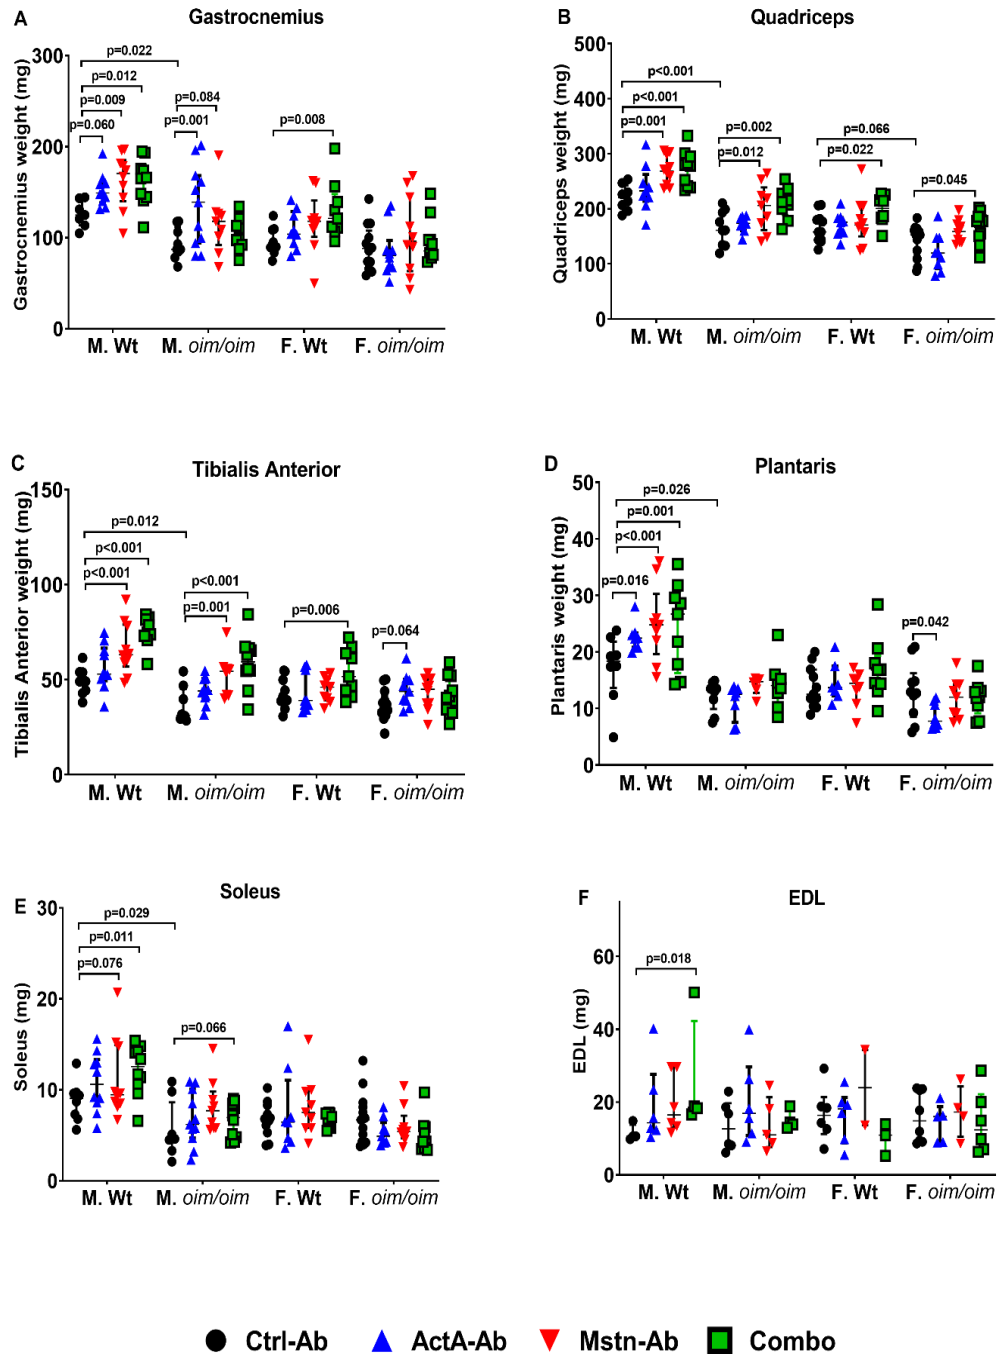 A
Gastrocnemius
Gastrocnemius weight (mg)
300
200
100
0
p=0.022
p=0.012
p=0.009
p=0.060
p=0.084
p=0.001
p=0.008
M. Wt
M. oim/oim
F. Wt
F. oim/oim
B
Quadriceps
Quadriceps weight (mg)
500
400
300
200
100
0
p<0.001
p<0.001
p=0.001
p=0.002
p=0.012
p=0.066
p=0.022
p=0.045
M. Wt
M. oim/oim
F. Wt
F. oim/oim
C
Tibialis Anterior
Tibialis Anterior weight (mg)
150
100
50
0
p=0.012
p<0.001
p<0.001
p<0.001
p=0.001
p=0.006
p=0.064
M. Wt
M. oim/oim
F. Wt
F. oim/oim
D
Plantaris
Plantaris weight (mg)
50
40
30
20
10
0
p=0.026
p=0.001
p<0.001
p=0.016
p=0.042
M. Wt
M. oim/oim
F. Wt
F. oim/oim
E
Soleus
Soleus (mg)
30
20
10
0
p=0.029
p=0.011
p=0.076
p=0.066
M. Wt
M. oim/oim
F. Wt
F. oim/oim
F
EDL
EDL (mg)
60
40
20
0
p=0.018
M. Wt
M. oim/oim
F. Wt
F. oim/oim
Ctrl-Ab
ActA-Ab
Mstn-Ab
Combo